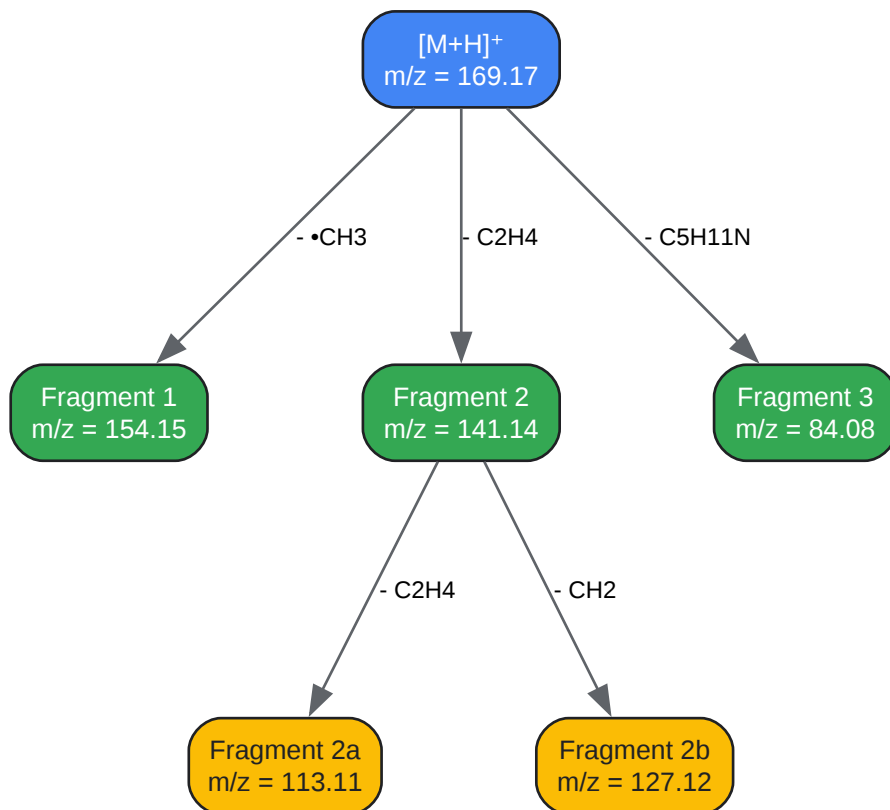 [M+H]⁺
m/z = 169.17
- •CH3
- C2H4
- C5H11N
Fragment 1
m/z = 154.15
Fragment 2
m/z = 141.14
Fragment 3
m/z = 84.08
- C2H4
- CH2
Fragment 2a
m/z = 113.11
Fragment 2b
m/z = 127.12